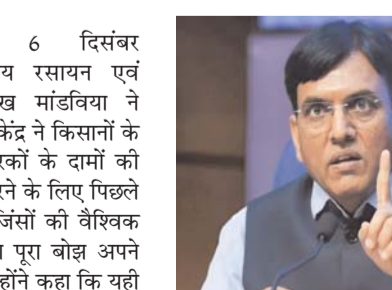 6 दिसंबर
य रसायन एवं
ख मांडविया ने
केंद्र ने किसानों के
रकों के दामों की
रने के लिए पिछले
जिंसों की वैश्विक
पूरा बोझ अपने
होंने कहा कि यही